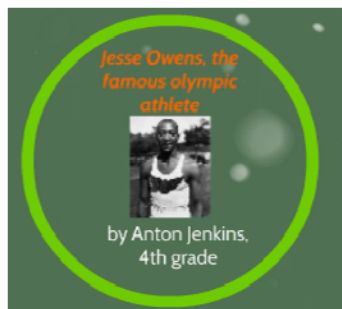 Jesse Owens, the
famous olympic
athlete
by Anton Jenkins,
4th grade